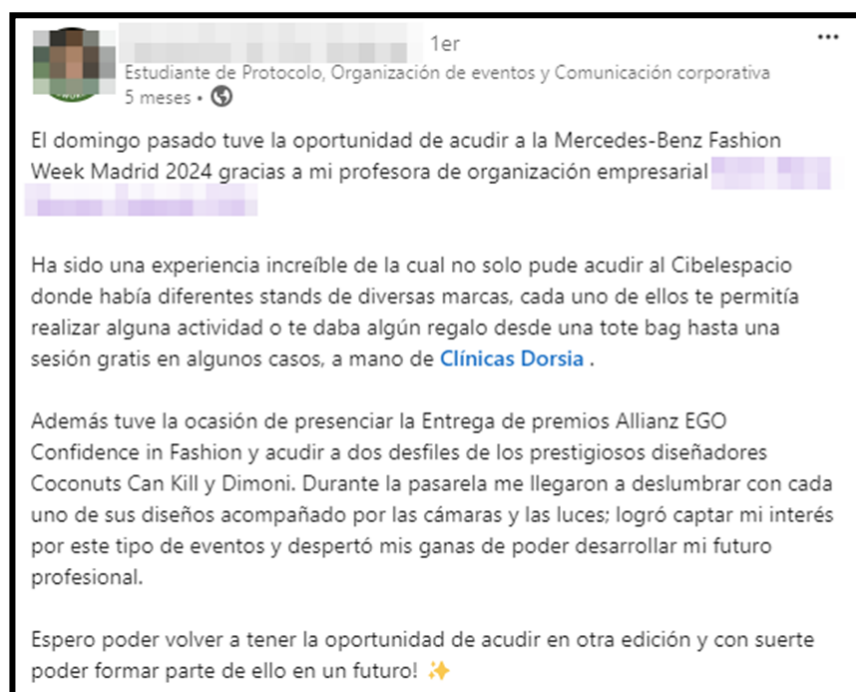 1er
Estudiante de Protocolo, Organización de eventos y Comunicación corporativa
5 meses •
El domingo pasado tuve la oportunidad de acudir a la Mercedes-Benz Fashion
Week Madrid 2024 gracias a mi profesora de organización empresarial
Ha sido una experiencia increíble de la cual no solo pude acudir al Cibelespacio
donde había diferentes stands de diversas marcas, cada uno de ellos te permitía
realizar alguna actividad o te daba algún regalo desde una tote bag hasta una
sesión gratis en algunos casos, a mano de Clínicas Dorsia .
Además tuve la ocasión de presenciar la Entrega de premios Allianz EGO
Confidence in Fashion y acudir a dos desfiles de los prestigiosos diseñadores
Coconuts Can Kill y Dimoni. Durante la pasarela me llegaron a deslumbrar con cada
uno de sus diseños acompañado por las cámaras y las luces; logró captar mi interés
por este tipo de eventos y despertó mis ganas de poder desarrollar mi futuro
profesional.
Espero poder volver a tener la oportunidad de acudir en otra edición y con suerte
poder formar parte de ello en un futuro! ✨